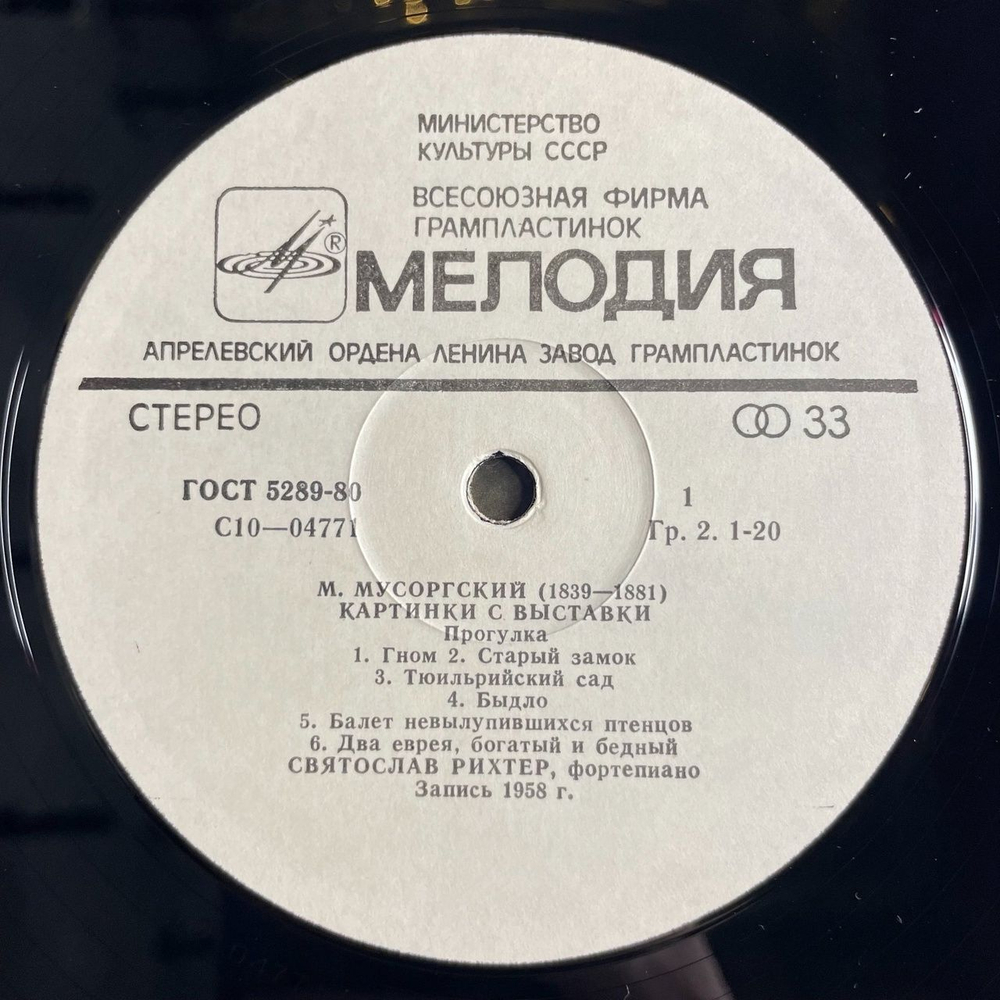 МИНИСТЕРСТВО
КУЛЬТУРЫ СССР
ВСЕСОЮЗНАЯ ФИРМА
ГРАМПЛАСТИНОК
®
МЕЛОДИЯ
АПРЕЛЕВСКИЙ ОРДЕНА ЛЕНИНА ЗАВОД ГРАМПЛАСТИНОК
СТЕРЕО
33
ГОСТ 5289-80
1
С10—04771
Гр. 2. 1-20
М. МУСОРГСКИЙ (1839—1881)
КАРТИНКИ С ВЫСТАВКИ
Прогулка
1. Гном 2. Старый замок
3. Тюильрийский сад
4. Быдло
5. Балет невылупившихся птенцов
6. Два еврея, богатый и бедный
СВЯТОСЛАВ РИХТЕР, фортепиано
Запись 1958 г.